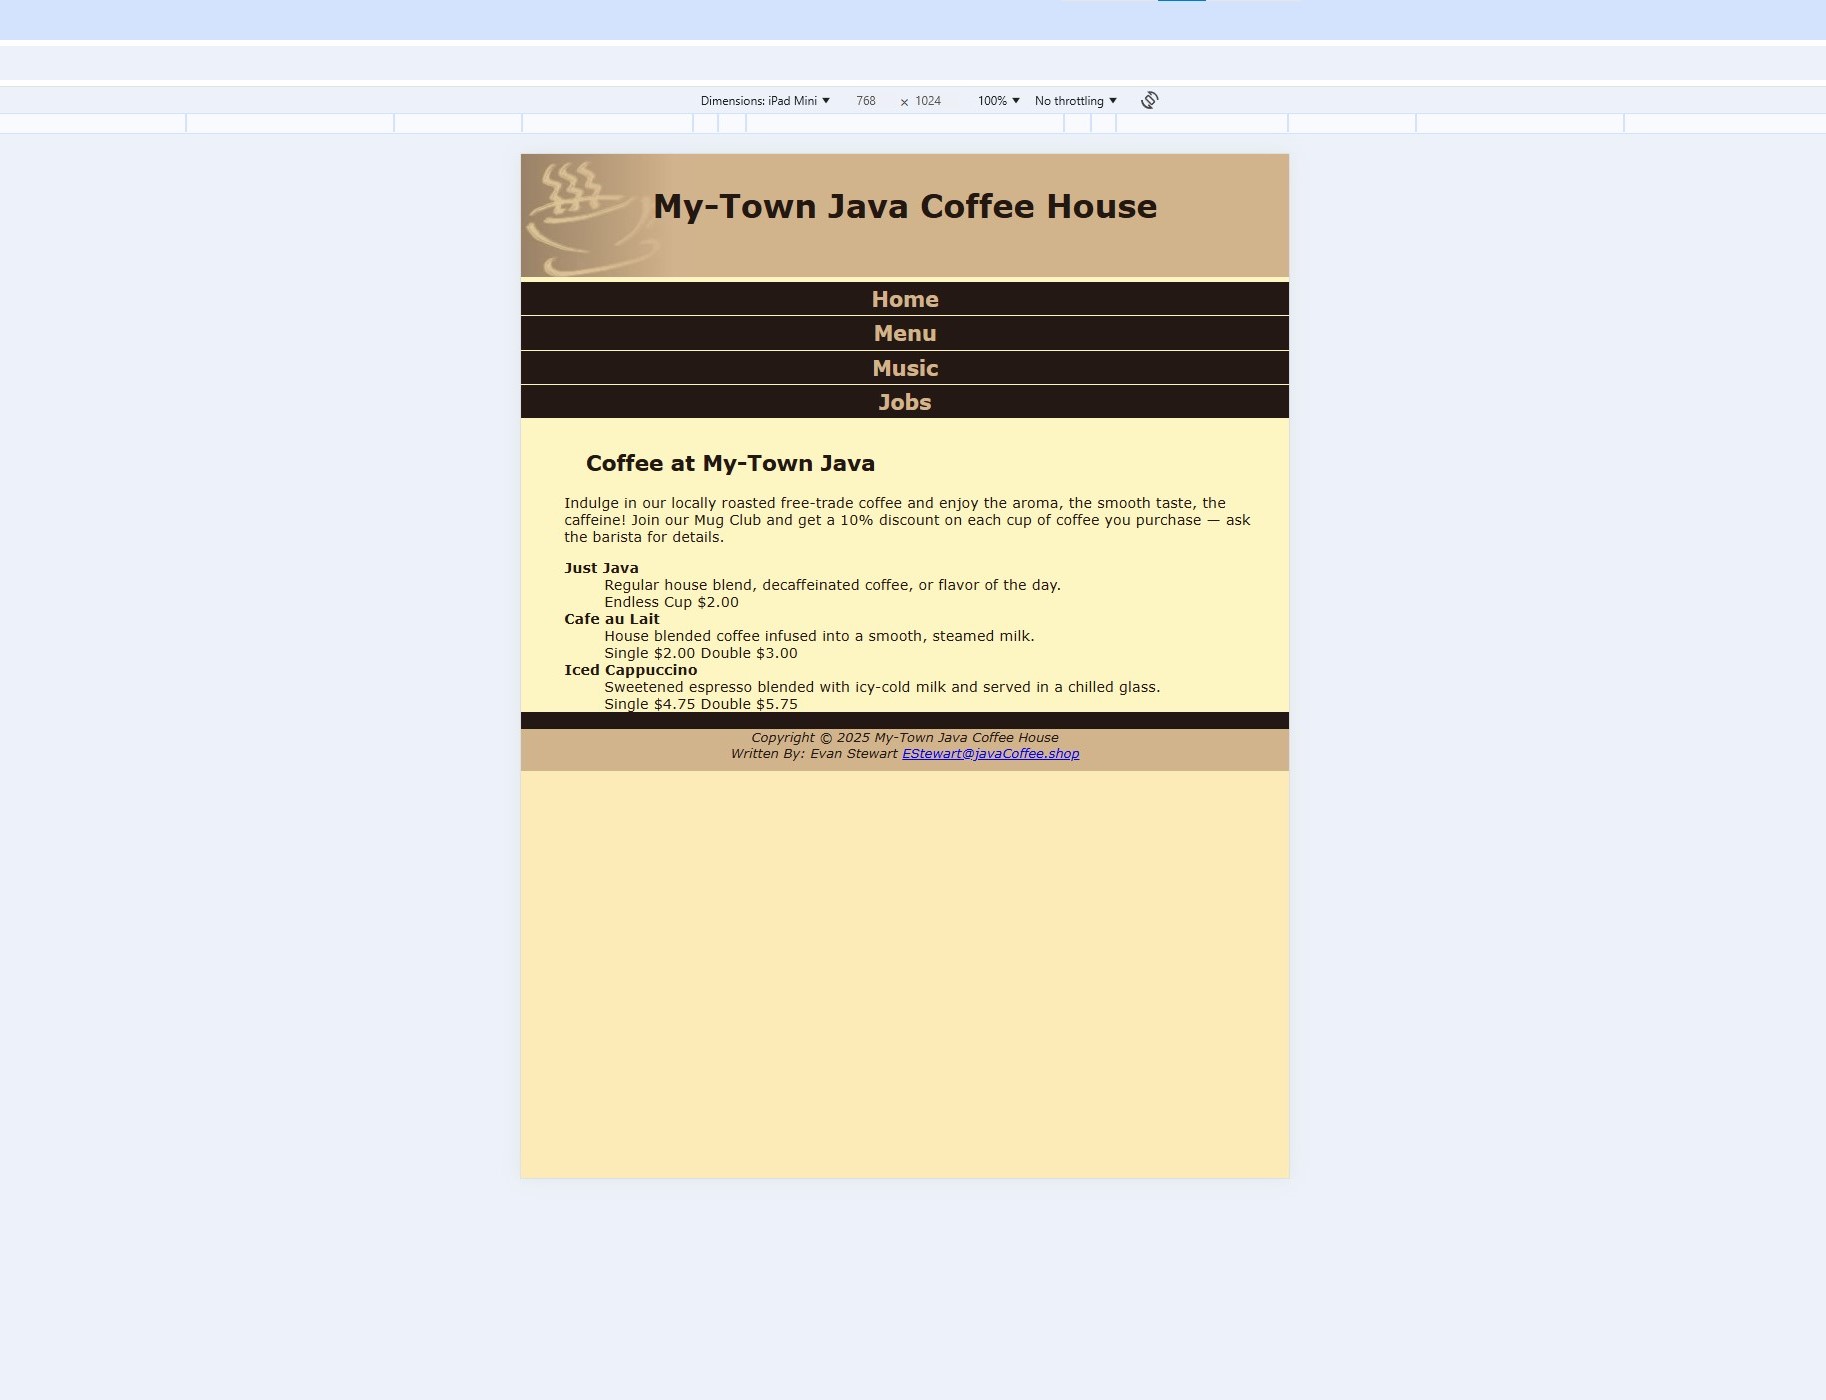 Dimensions: iPad Mini 768 × 1024 100% No throttling
My-Town Java Coffee House
Home
Menu
Music
Jobs
Coffee at My-Town Java
Indulge in our locally roasted free-trade coffee and enjoy the aroma, the smooth taste, the
caffeine! Join our Mug Club and get a 10% discount on each cup of coffee you purchase — ask
the barista for details.
Just Java
Regular house blend, decaffeinated coffee, or flavor of the day.
Endless Cup $2.00
Cafe au Lait
House blended coffee infused into a smooth, steamed milk.
Single $2.00 Double $3.00
Iced Cappuccino
Sweetened espresso blended with icy-cold milk and served in a chilled glass.
Single $4.75 Double $5.75
Copyright © 2025 My-Town Java Coffee House
Written By: Evan Stewart EStewart@javaCoffee.shop